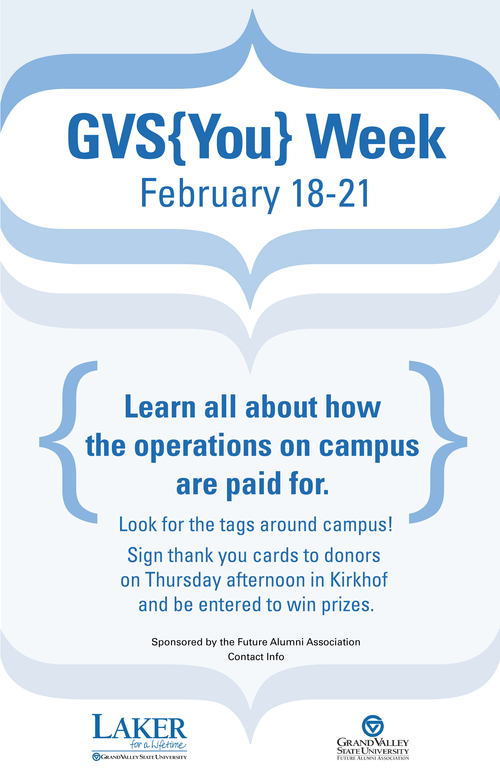 GVS{You} Week
February 18-21
Learn all about how
the operations on campus
are paid for.
Look for the tags around campus!
Sign thank you cards to donors
on Thursday afternoon in Kirkhof
and be entered to win prizes.
Sponsored by the Future Alumni Association
Contact Info
LAKER
for a Lifetime
GRAND VALLEY STATE UNIVERSITY
GRAND VALLEY
STATE UNIVERSITY
FUTURE ALUMNI ASSOCIATION